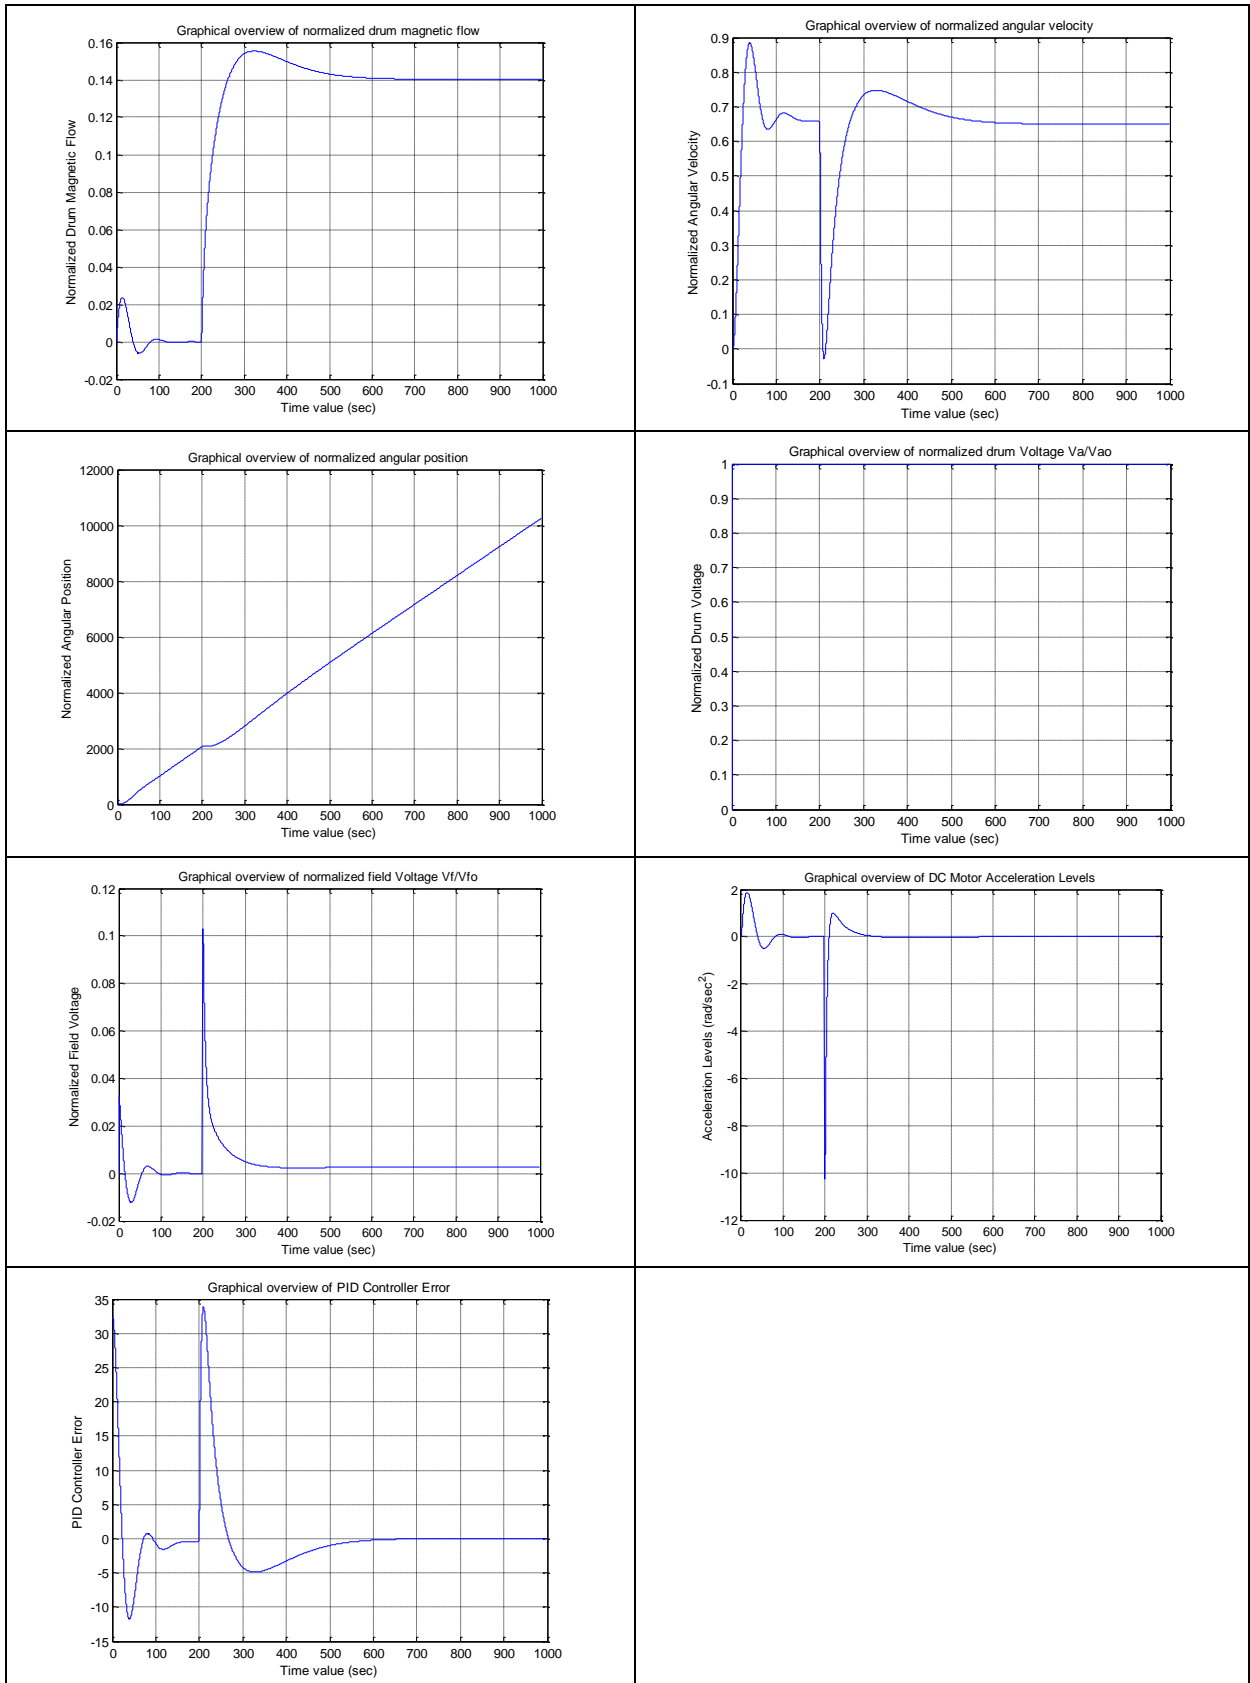 Graphical overview of normalized drum magnetic flow
Normalized Drum Magnetic Flow
0.16
0.14
0.12
0.1
0.08
0.06
0.04
0.02
0
-0.02
0 100 200 300 400 500 600 700 800 900 1000
Time value (sec)
Graphical overview of normalized angular velocity
Normalized Angular Velocity
0.9
0.8
0.7
0.6
0.5
0.4
0.3
0.2
0.1
0
-0.1
0 100 200 300 400 500 600 700 800 900 1000
Time value (sec)
Graphical overview of normalized angular position
Normalized Angular Position
12000
10000
8000
6000
4000
2000
0
0 100 200 300 400 500 600 700 800 900 1000
Time value (sec)
Graphical overview of normalized drum Voltage Va/Vao
Normalized Drum Voltage
1
0.9
0.8
0.7
0.6
0.5
0.4
0.3
0.2
0.1
0
0 100 200 300 400 500 600 700 800 900 1000
Time value (sec)
Graphical overview of normalized field Voltage Vf/Vfo
Normalized Field Voltage
0.12
0.1
0.08
0.06
0.04
0.02
0
-0.02
0 100 200 300 400 500 600 700 800 900 1000
Time value (sec)
Graphical overview of DC Motor Acceleration Levels
Acceleration Levels (rad/sec²)
2
0
-2
-4
-6
-8
-10
-12
0 100 200 300 400 500 600 700 800 900 1000
Time value (sec)
Graphical overview of PID Controller Error
PID Controller Error
35
30
25
20
15
10
5
0
-5
-10
-15
0 100 200 300 400 500 600 700 800 900 1000
Time value (sec)